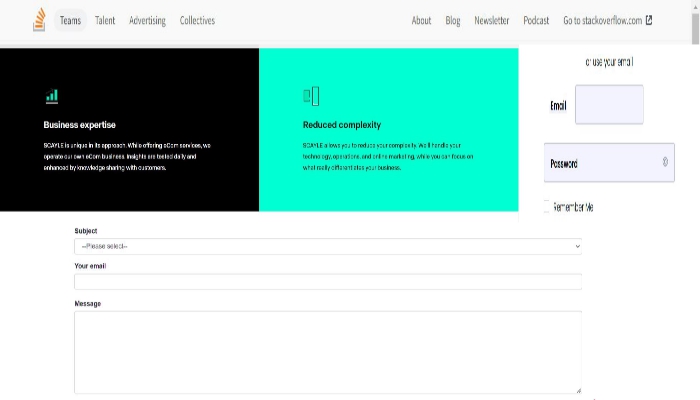 Teams Talent Advertising Collectives About Blog Newsletter Podcast Go to stackoverflow.com
Business expertise
SCAYLE is unique in its approach. While offering eCom services, we
operate our own eCom business. Insights are tested daily and
enhanced by knowledge sharing with customers.
Reduced complexity
SCAYLE allows you to reduce your complexity. We'll handle your
technology, operations, and online marketing, while you can focus on
what really differentiates your business.
or use your email
Email
Password
Remember Me
Subject
--Please select--
Your email
Message